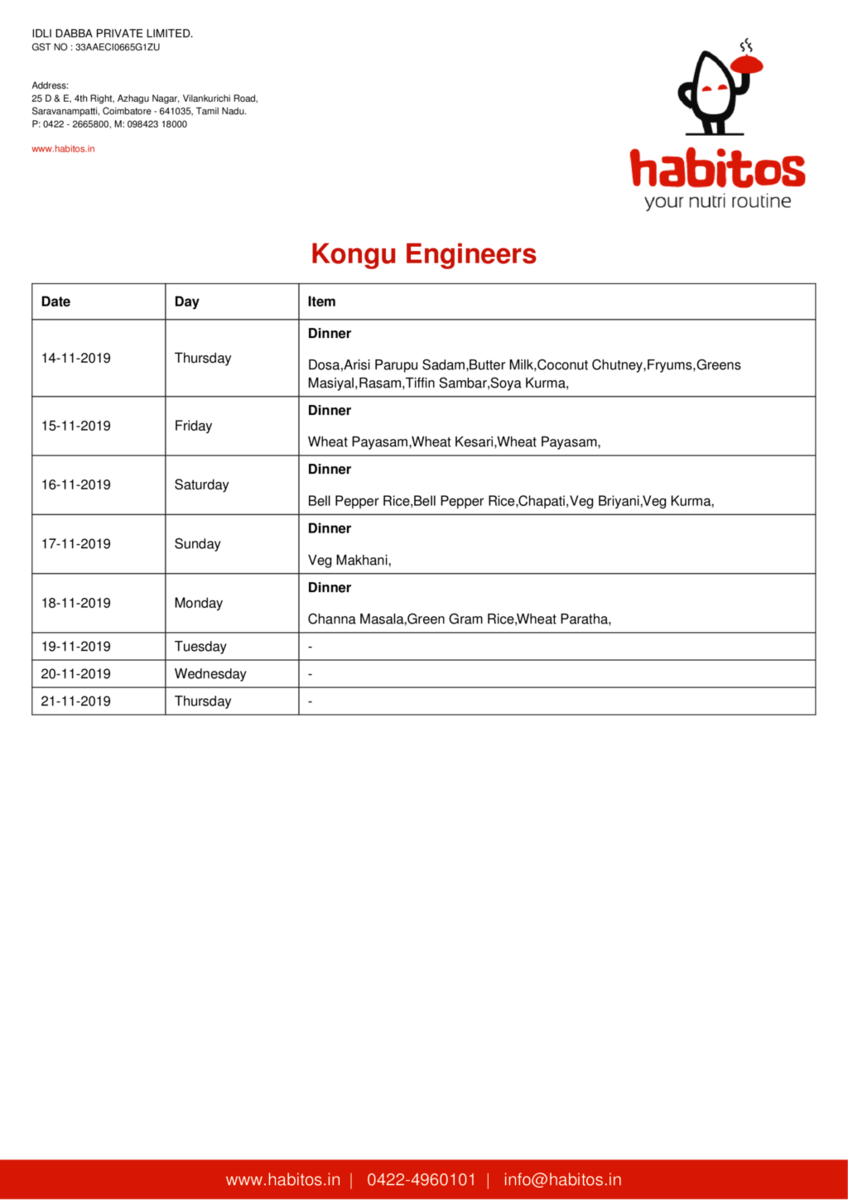 IDLI DABBA PRIVATE LIMITED.
GST NO : 33AAECI0665G1ZU
Address:
25 D & E, 4th Right, Azhagu Nagar, Vilankurichi Road,
Saravanampatti, Coimbatore - 641035, Tamil Nadu.
P: 0422 - 2665800, M: 098423 18000
www.habitos.in
habitos
your nutri routine
Kongu Engineers
Date Day Item
14-11-2019 Thursday Dinner
Dosa,Arisi Parupu Sadam,Butter Milk,Coconut Chutney,Fryums,Greens
Masiyal,Rasam,Tiffin Sambar,Soya Kurma,
15-11-2019 Friday Dinner
Wheat Payasam,Wheat Kesari,Wheat Payasam,
16-11-2019 Saturday Dinner
Bell Pepper Rice,Bell Pepper Rice,Chapati,Veg Briyani,Veg Kurma,
17-11-2019 Sunday Dinner
Veg Makhani,
18-11-2019 Monday Dinner
Channa Masala,Green Gram Rice,Wheat Paratha,
19-11-2019 Tuesday -
20-11-2019 Wednesday -
21-11-2019 Thursday -
www.habitos.in | 0422-4960101 | info@habitos.in